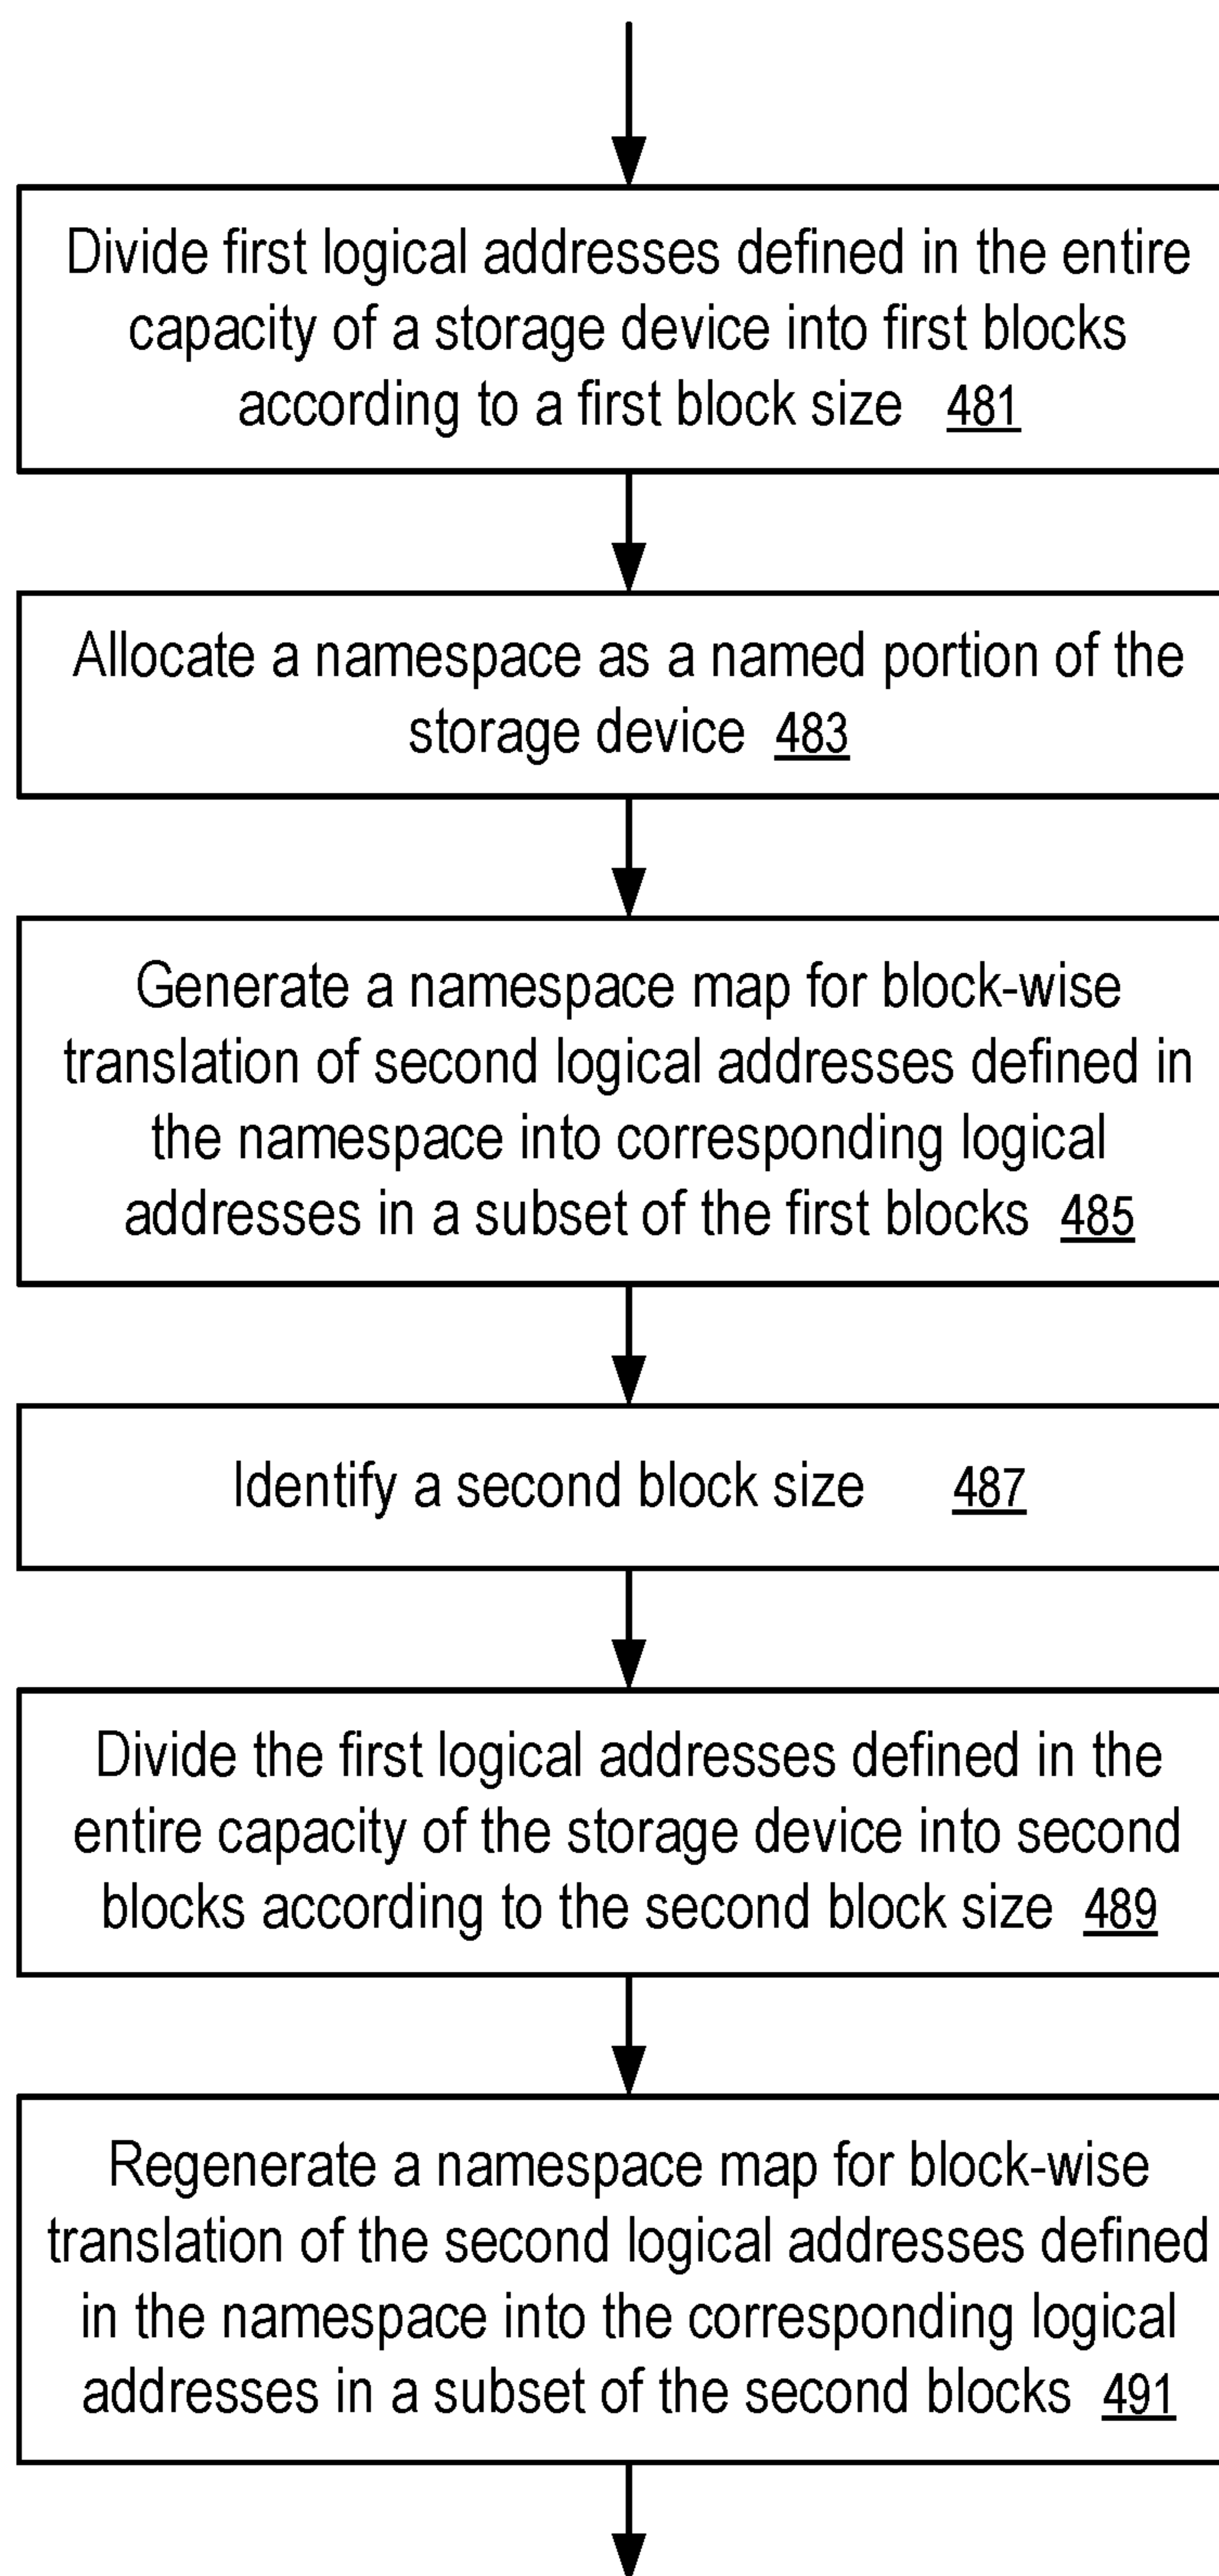 Divide first logical addresses defined in the entire
capacity of a storage device into first blocks
according to a first block size 481
Allocate a namespace as a named portion of the
storage device 483
Generate a namespace map for block-wise
translation of second logical addresses defined in
the namespace into corresponding logical
addresses in a subset of the first blocks 485
Identify a second block size 487
Divide the first logical addresses defined in the
entire capacity of the storage device into second
blocks according to the second block size 489
Regenerate a namespace map for block-wise
translation of the second logical addresses defined
in the namespace into the corresponding logical
addresses in a subset of the second blocks 491